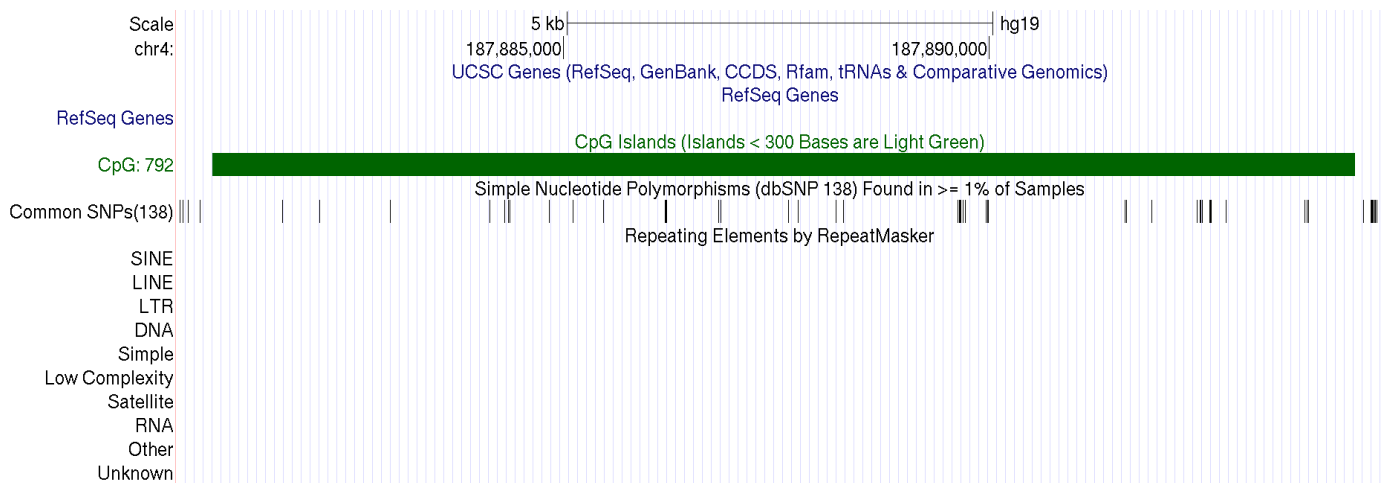 Scale 5 kb hg19
chr4: 187,885,000 187,890,000
UCSC Genes (RefSeq, GenBank, CCDS, Rfam, tRNAs & Comparative Genomics)
RefSeq Genes
RefSeq Genes
CpG Islands (Islands < 300 Bases are Light Green)
CpG: 792
Simple Nucleotide Polymorphisms (dbSNP 138) Found in >= 1% of Samples
Common SNPs(138)
Repeating Elements by RepeatMasker
SINE
LINE
LTR
DNA
Simple
Low Complexity
Satellite
RNA
Other
Unknown